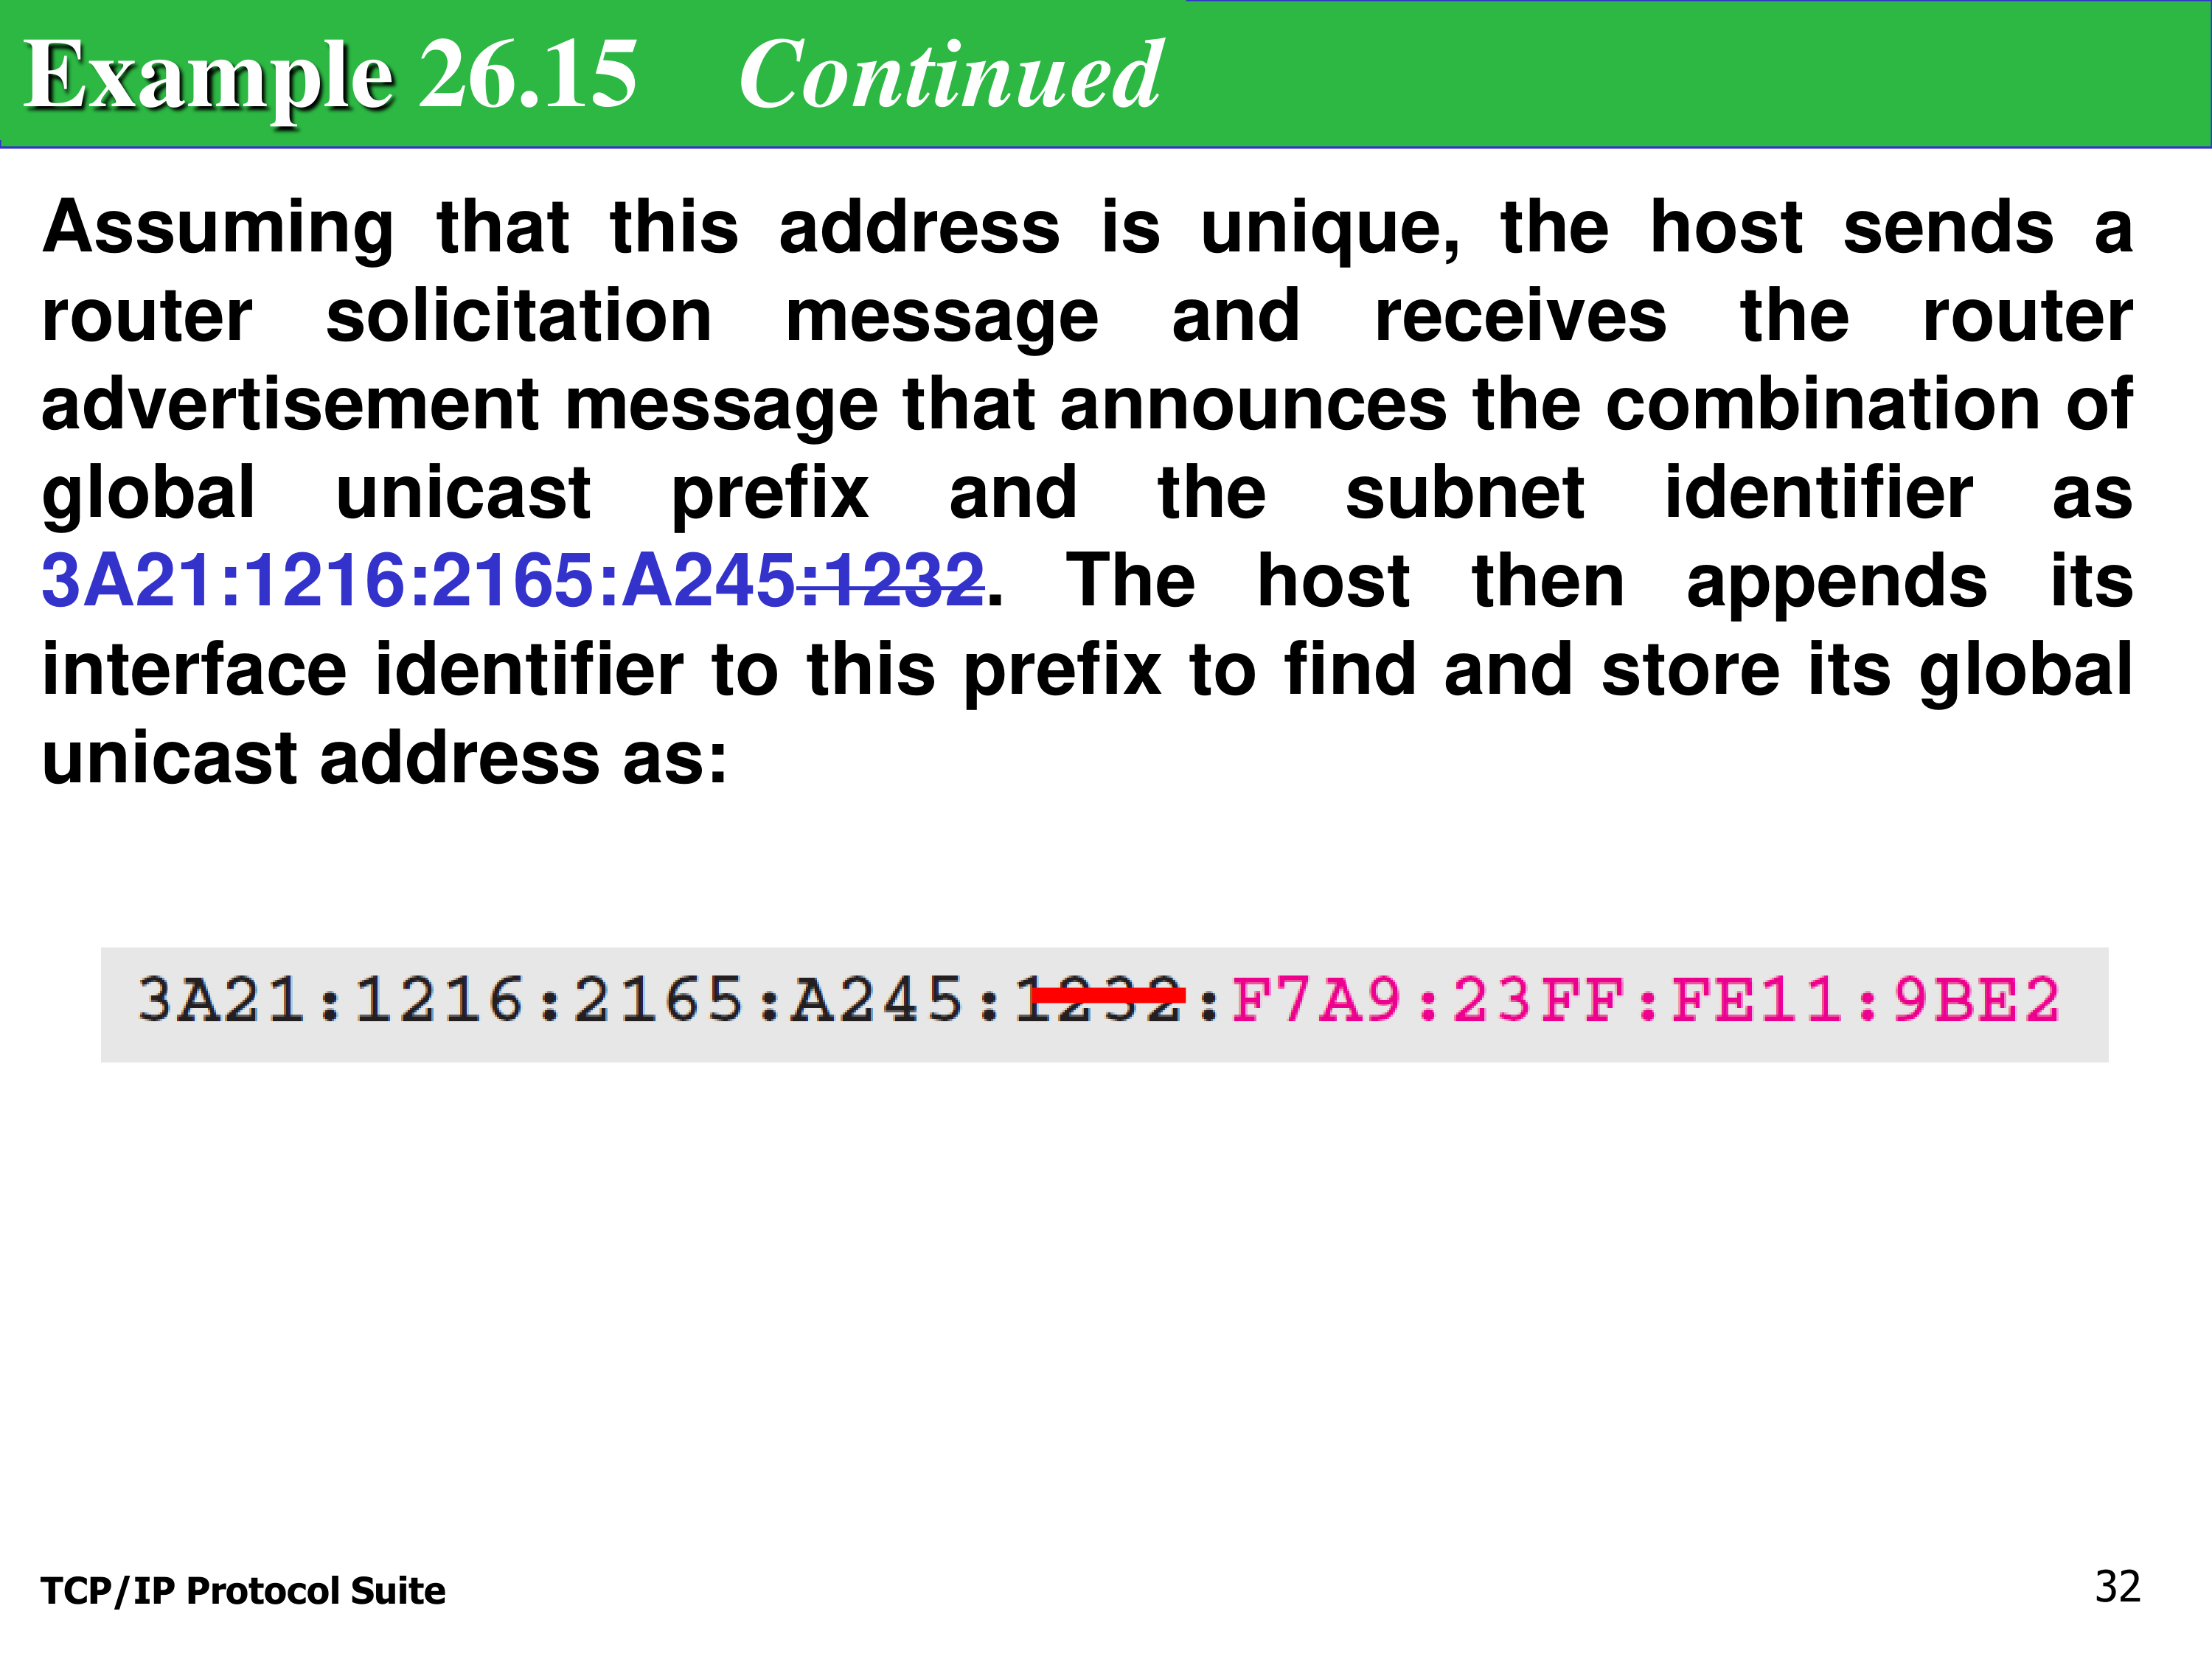 Example 26.15 Continued
Assuming that this address is unique, the host sends a
router solicitation message and receives the router
advertisement message that announces the combination of
global unicast prefix and the subnet identifier as
3A21:1216:2165:A245:1232. The host then appends its
interface identifier to this prefix to find and store its global
unicast address as:
3A21:1216:2165:A245:1232:F7A9:23FF:FE11:9BE2
TCP/IP Protocol Suite
32